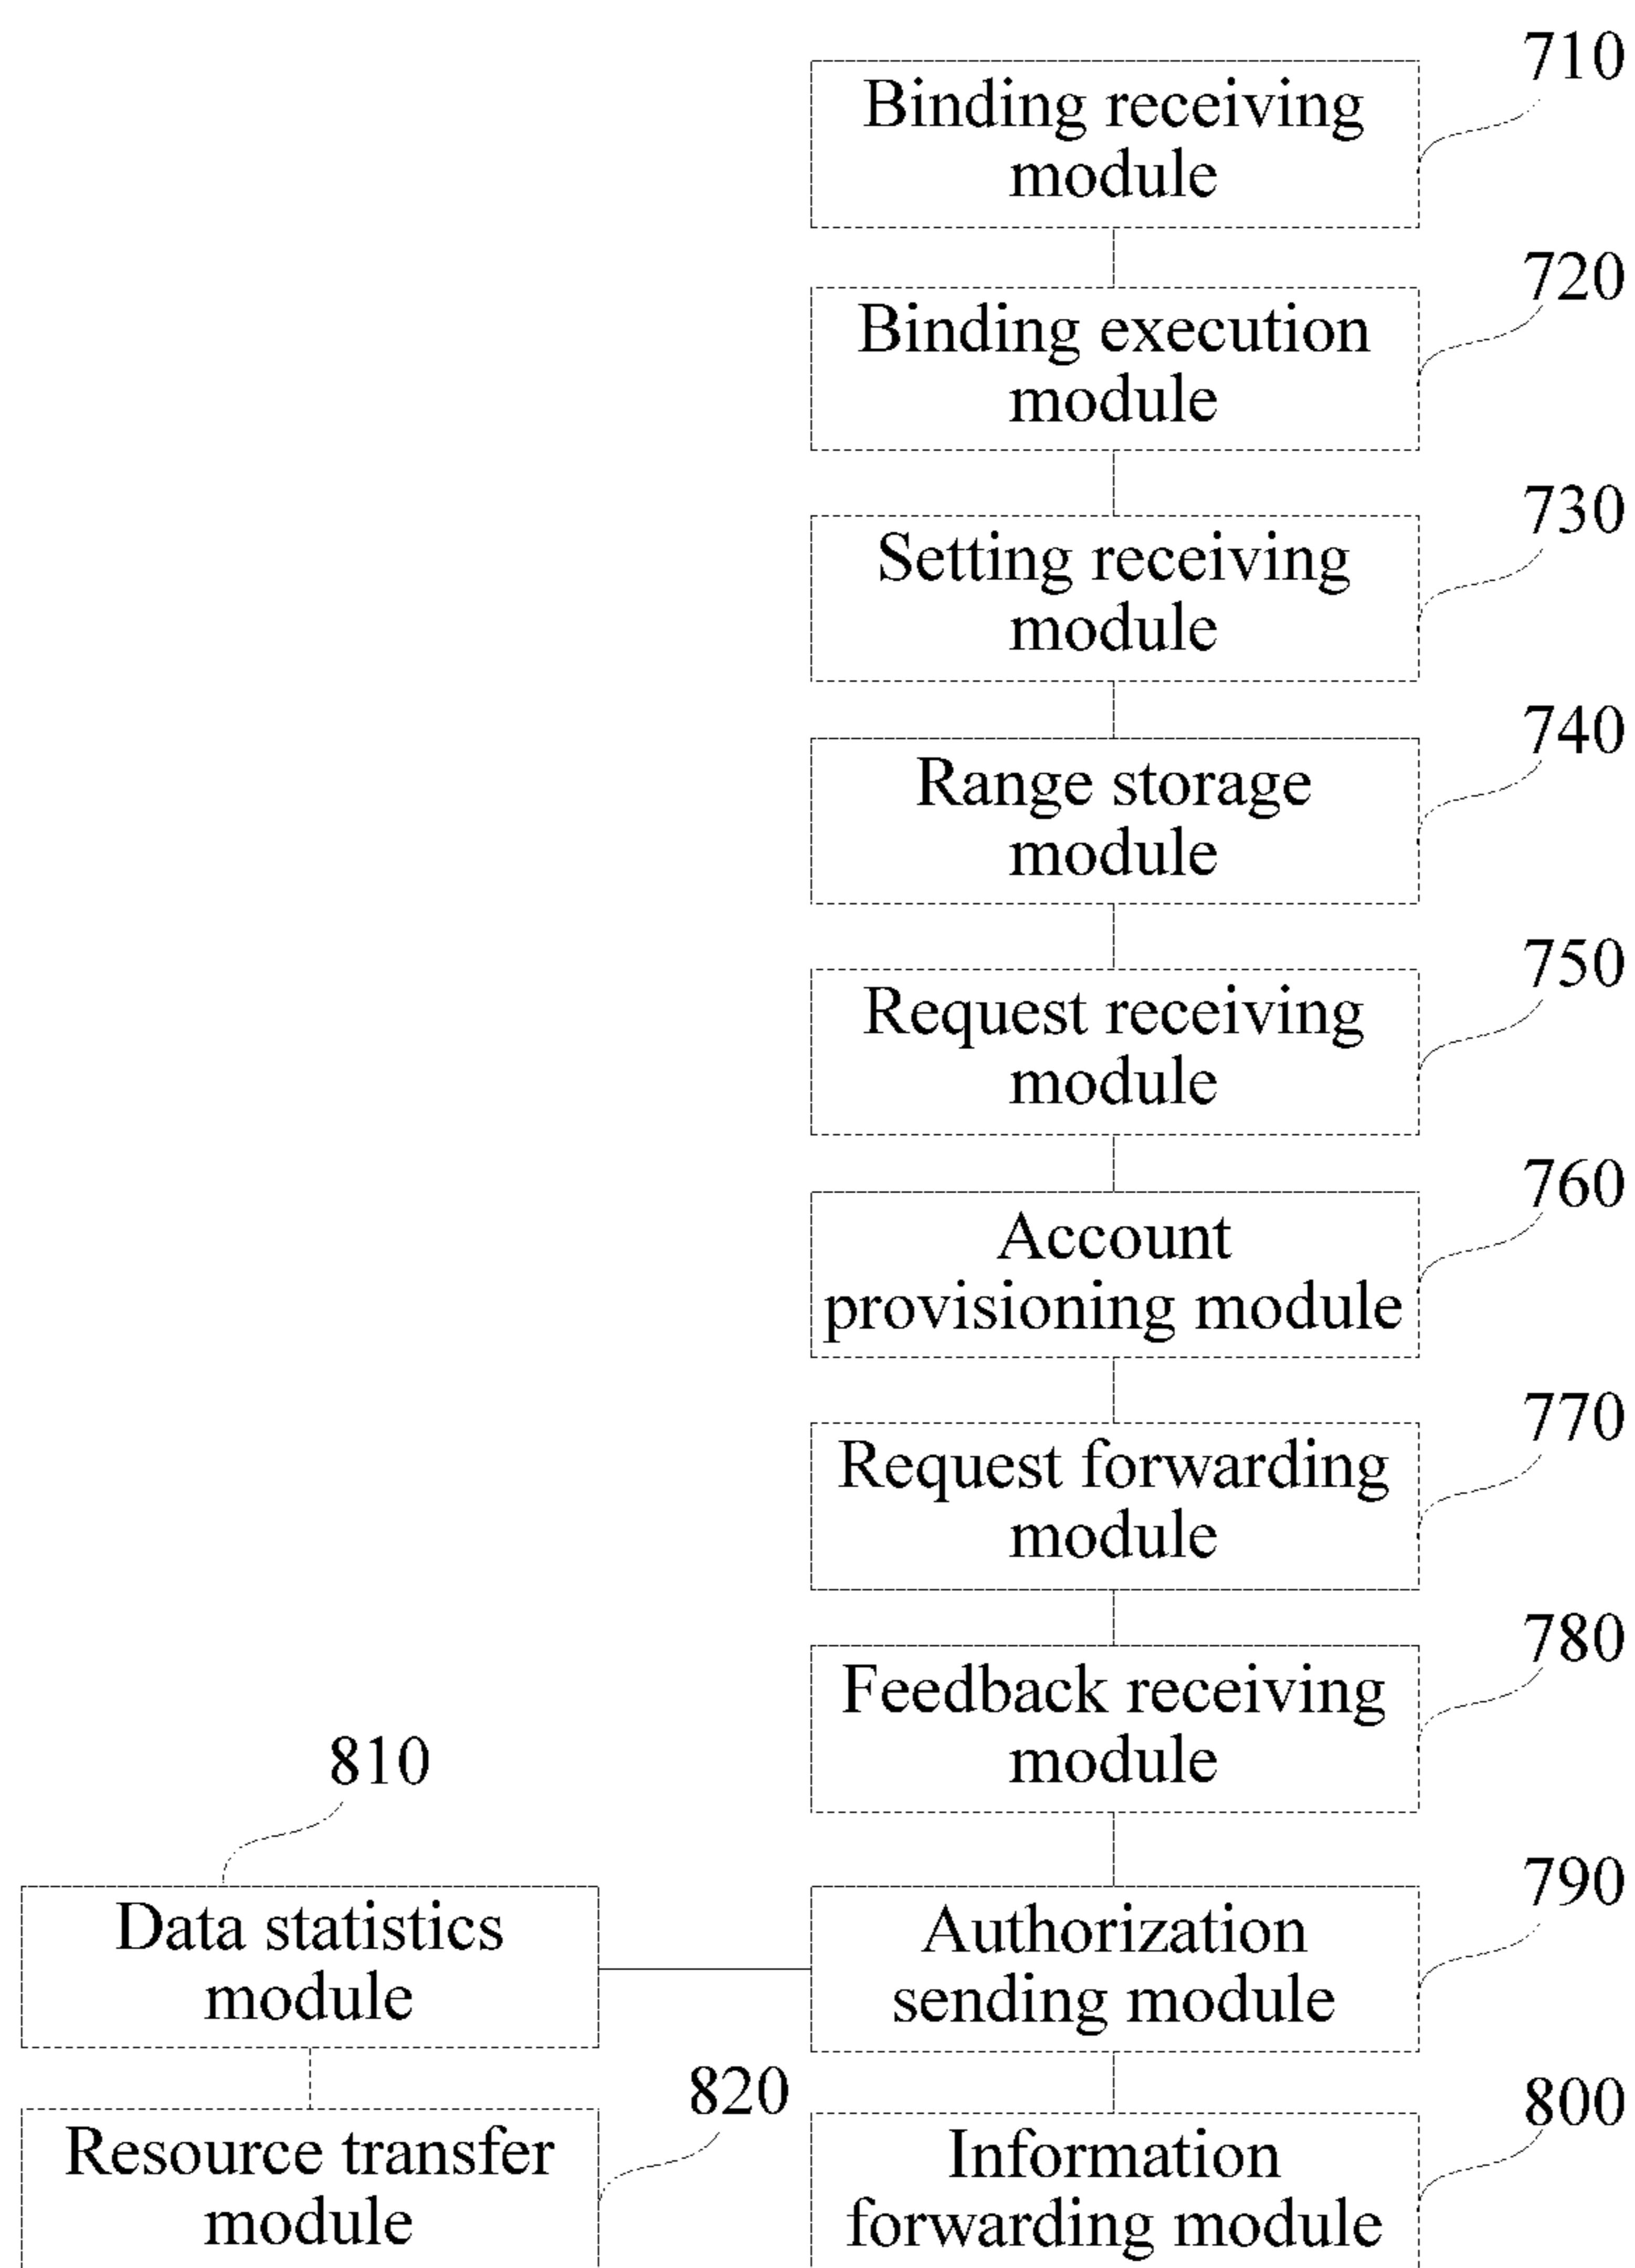 710
Binding receiving
module
720
Binding execution
module
730
Setting receiving
module
740
Range storage
module
750
Request receiving
module
760
Account
provisioning module
770
Request forwarding
module
780
Feedback receiving
module
810
790
Data statistics
module
Authorization
sending module
820
800
Resource transfer
module
Information
forwarding module